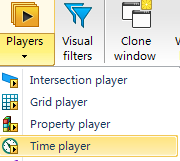 Players
Visual
filters
Clone
window
Intersection player
Grid player
Property player
Time player